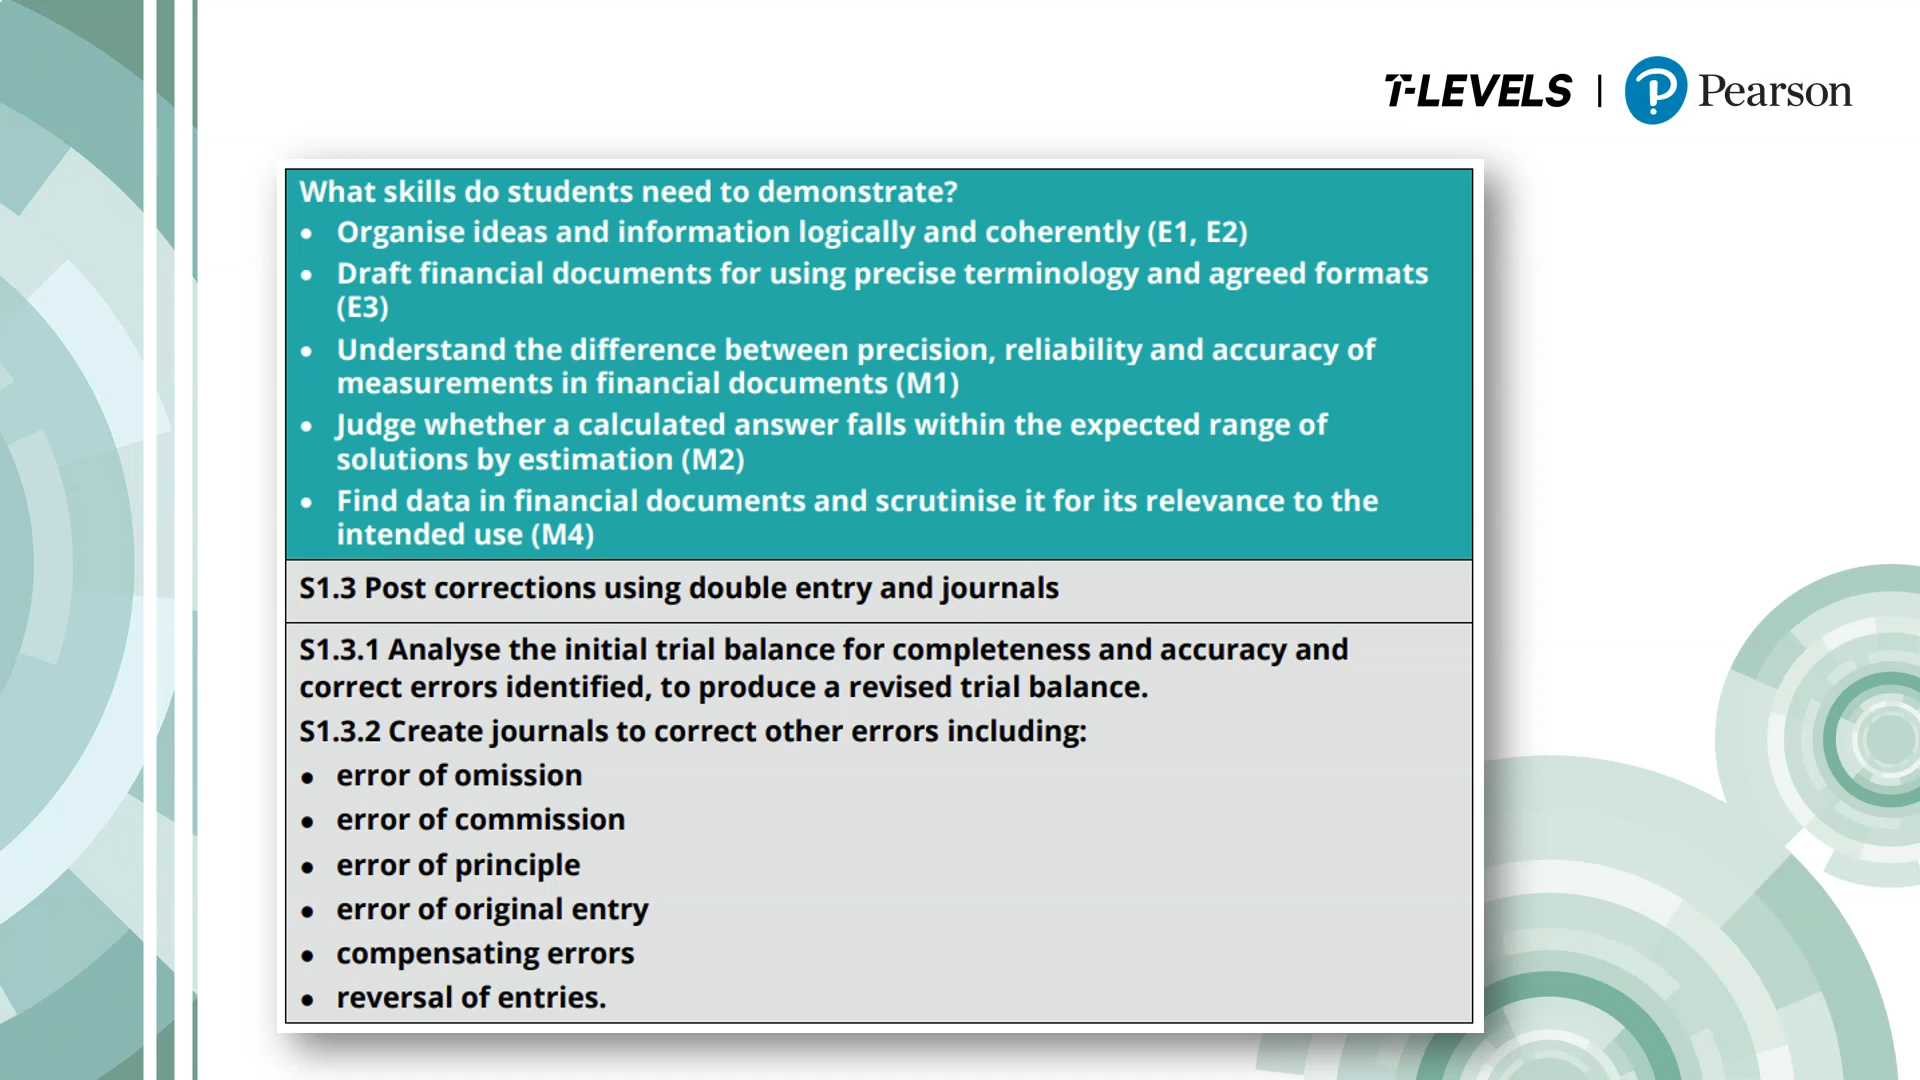 T-LEVELS | Pearson
What skills do students need to demonstrate?
• Organise ideas and information logically and coherently (E1, E2)
• Draft financial documents for using precise terminology and agreed formats
(E3)
• Understand the difference between precision, reliability and accuracy of
measurements in financial documents (M1)
• Judge whether a calculated answer falls within the expected range of
solutions by estimation (M2)
• Find data in financial documents and scrutinise it for its relevance to the
intended use (M4)
S1.3 Post corrections using double entry and journals
S1.3.1 Analyse the initial trial balance for completeness and accuracy and
correct errors identified, to produce a revised trial balance.
S1.3.2 Create journals to correct other errors including:
• error of omission
• error of commission
• error of principle
• error of original entry
• compensating errors
• reversal of entries.